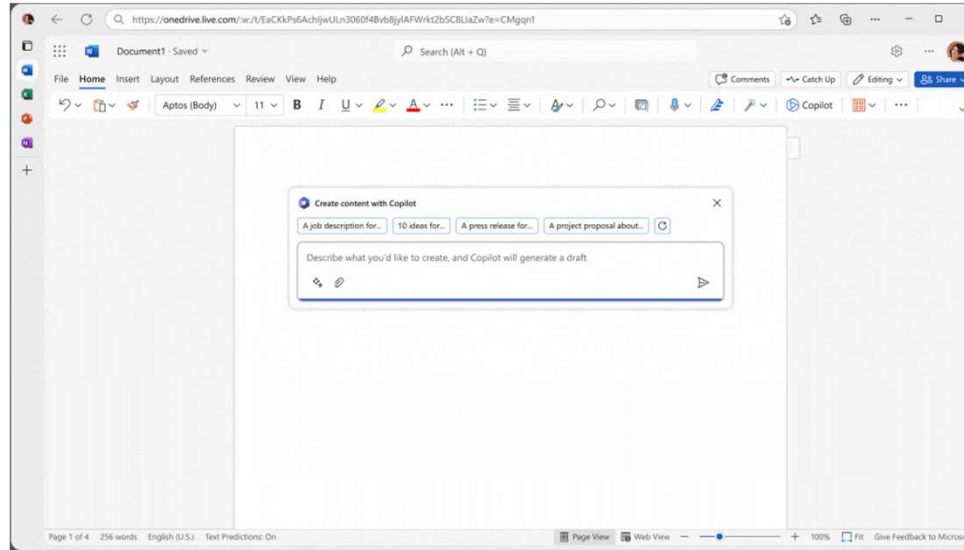 https://onedrive.live.com/:w:/t/EaCKkPs6AchljwULn3060f4Bvb8jylAFWrkt2bSC8LlaZw?e=CMgqn1
Document1 - Saved
Search (Alt + Q)
File Home Insert Layout References Review View Help
Comments Catch Up Editing Share
Aptos (Body) 11 B I U A Copilot
Create content with Copilot
A job description for... 10 ideas for... A press release for... A project proposal about...
Describe what you'd like to create, and Copilot will generate a draft
Page 1 of 4 256 words English (U.S.) Text Predictions: On Page View Web View 100% Fit Give Feedback to